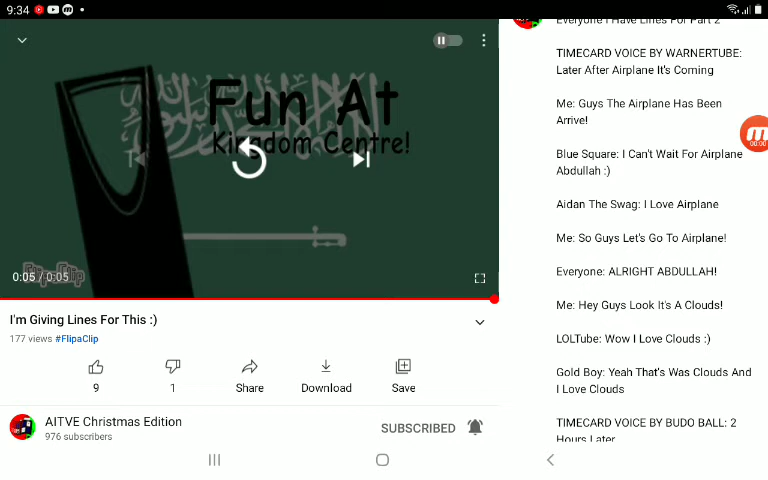 9:34
Fun At
Kingdom Centre!
0:05 / 0:05
FlipaClip
I'm Giving Lines For This :)
177 views #FlipaClip
9
1
Share
Download
Save
AITVE Christmas Edition
976 subscribers
SUBSCRIBED
Everyone I Have Lines For Part 2
TIMECARD VOICE BY WARNERTUBE:
Later After Airplane It's Coming
Me: Guys The Airplane Has Been
Arrive!
Blue Square: I Can't Wait For Airplane
Abdullah :)
Aidan The Swag: I Love Airplane
Me: So Guys Let's Go To Airplane!
Everyone: ALRIGHT ABDULLAH!
Me: Hey Guys Look It's A Clouds!
LOLTube: Wow I Love Clouds :)
Gold Boy: Yeah That's Was Clouds And
I Love Clouds
TIMECARD VOICE BY BUDO BALL: 2
Hours Later
00:00